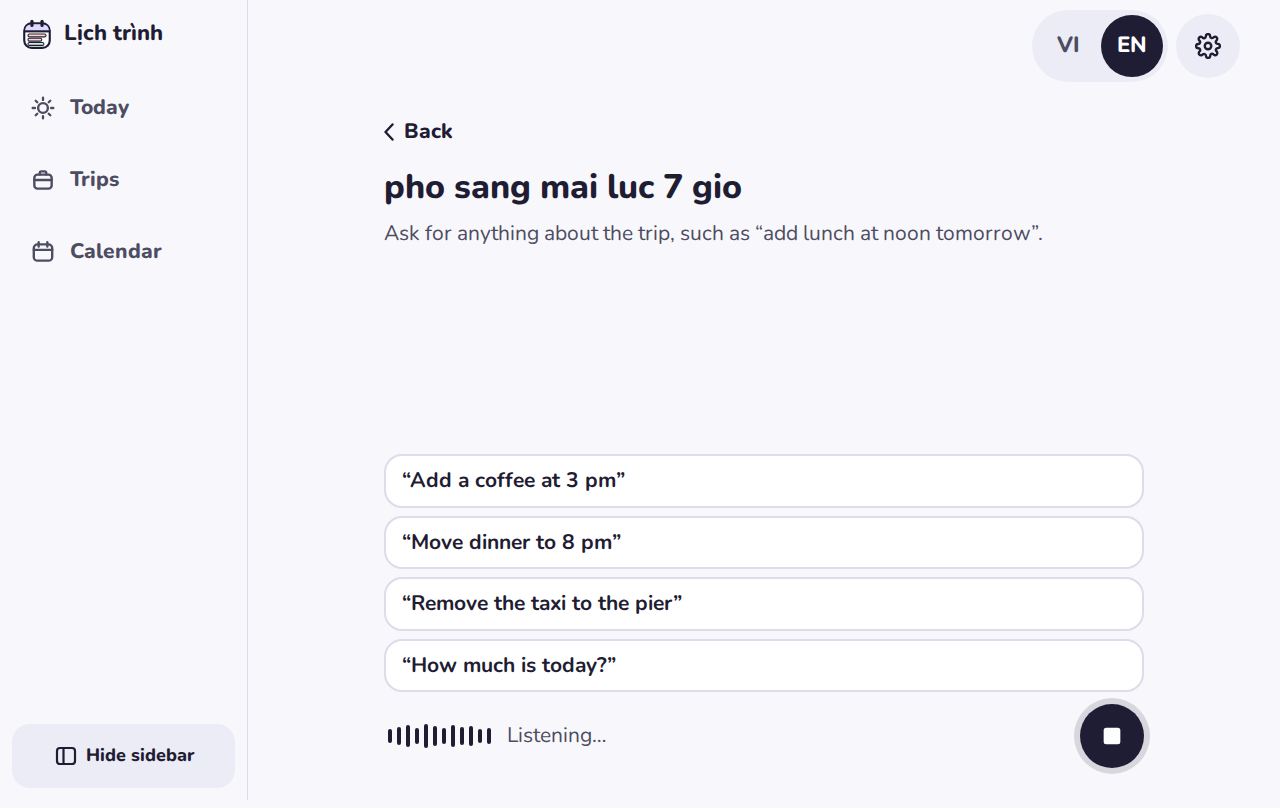 Lịch trình
Today
Trips
Calendar
Hide sidebar
VI
EN
Back
pho sang mai luc 7 gio
Ask for anything about the trip, such as “add lunch at noon tomorrow”.
“Add a coffee at 3 pm”
“Move dinner to 8 pm”
“Remove the taxi to the pier”
“How much is today?”
Listening…